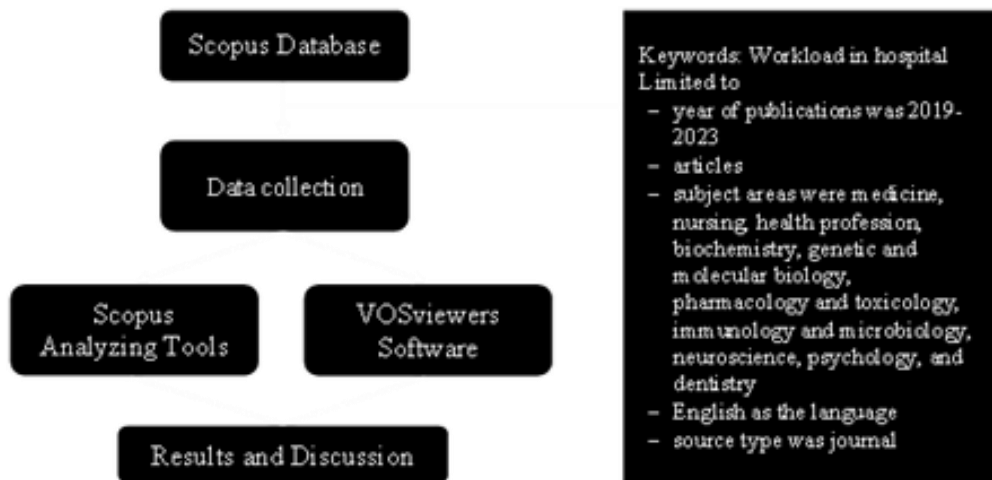 Scopus Database
Data collection
Scopus
Analyzing Tools
VOSviewers
Software
Results and Discussion
Keywords: Workload in hospital
Limited to
– year of publications was 2019-
2023
– articles
– subject areas were medicine,
nursing, health profession,
biochemistry, genetic and
molecular biology,
pharmacology and toxicology,
immunology and microbiology,
neuroscience, psychology, and
dentistry
– English as the language
– source type was journal